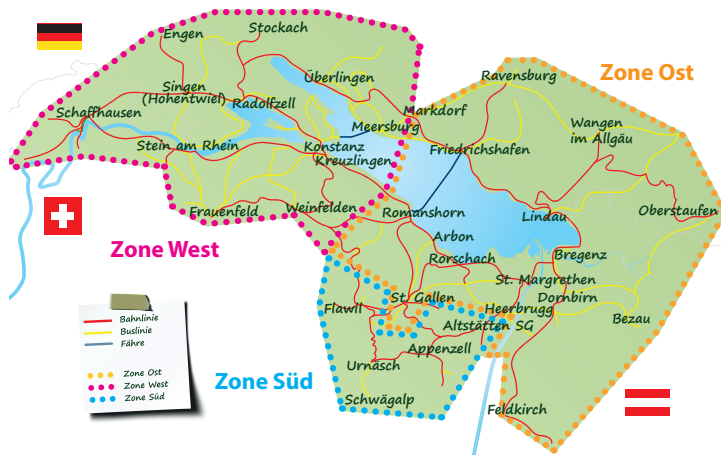 Engen
Stockach
Überlingen
Ravensburg
Zone Ost
Singen
(Hohentwiel)
Radolfzell
Markdorf
Schaffhausen
Meersburg
Wangen
im Allgäu
Stein am Rhein
Konstanz
Kreuzlingen
Friedrichshafen
Frauenfeld
Weinfelden
Romanshorn
Lindau
Oberstaufen
Zone West
Arbon
Rorschach
Bregenz
St. Margrethen
Dornbirn
St. Gallen
Flawil
Heerbrugg
Bezau
Altstätten SG
Bahnlinie
Buslinie
Fähre
Appenzell
Urnäsch
Zone Ost
Zone West
Zone Süd
Zone Süd
Schwägalp
Feldkirch